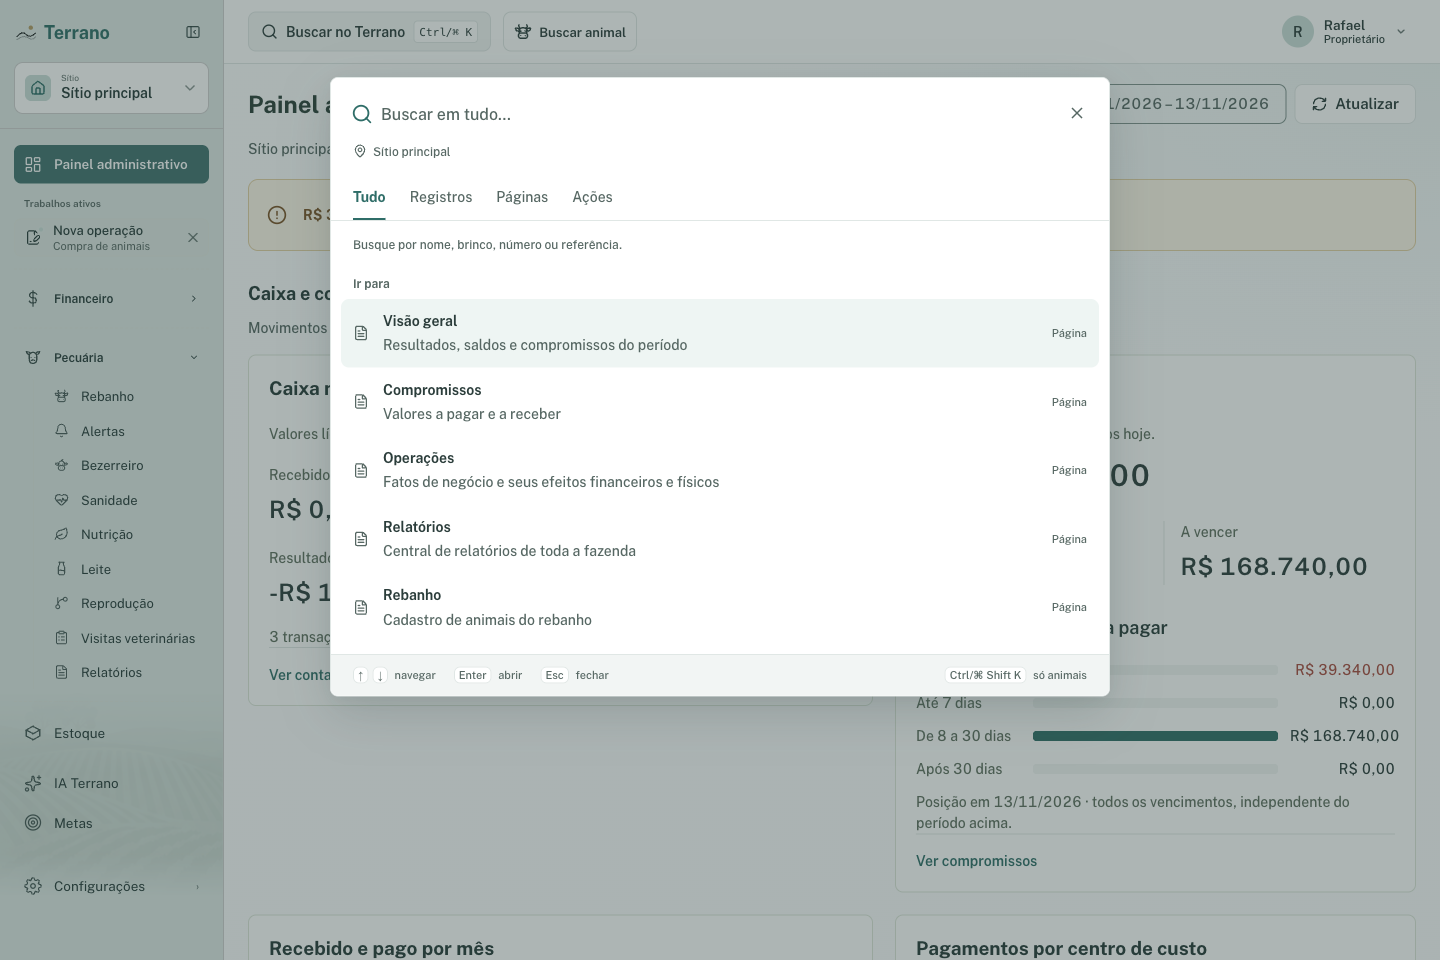 Terrano
Buscar no Terrano
Ctrl/⌘ K
Buscar animal
R
Rafael
Proprietário
Sítio
Sítio principal
Painel administrativo
Trabalhos ativos
Nova operação
Compra de animais
Financeiro
Pecuária
Rebanho
Alertas
Bezerreiro
Sanidade
Nutrição
Leite
Reprodução
Visitas veterinárias
Relatórios
Estoque
IA Terrano
Metas
Configurações
Painel
/2026 – 13/11/2026
Atualizar
Sítio
R$
Caixa e
Movimentos
Caixa
Valores
Recebido
R$ 0,
-R$ 1
3
Ver
Buscar em tudo...
Sítio principal
Tudo
Registros
Páginas
Ações
Busque por nome, brinco, número ou referência.
Ir para
Visão geral
Resultados, saldos e compromissos do período
Página
Compromissos
Valores a pagar e a receber
Página
Operações
Fatos de negócio e seus efeitos financeiros e físicos
Página
Relatórios
Central de relatórios de toda a fazenda
Página
Rebanho
Cadastro de animais do rebanho
Página
↑ ↓ navegar
Enter abrir
Esc fechar
Ctrl/⌘ Shift K só animais
hoje.
00
A vencer
R$ 168.740,00
a pagar
R$ 39.340,00
Até 7 dias
R$ 0,00
De 8 a 30 dias
R$ 168.740,00
Após 30 dias
R$ 0,00
Posição em 13/11/2026 · todos os vencimentos, independente do
período acima.
Ver compromissos
Recebido e pago por mês
Pagamentos por centro de custo